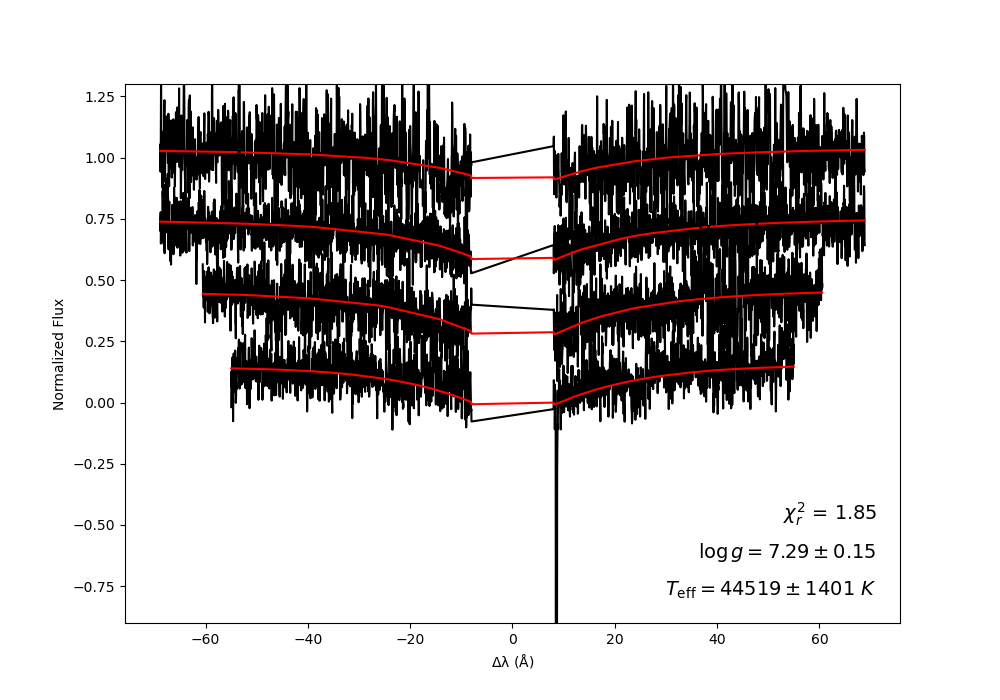 1.25
1.00
0.75
0.50
0.25
0.00
−0.25
−0.50
−0.75
Normalized Flux
χ²ᵣ = 1.85
log g = 7.29 ± 0.15
T_eff = 44519 ± 1401 K
−60 −40 −20 0 20 40 60
Δλ (Å)